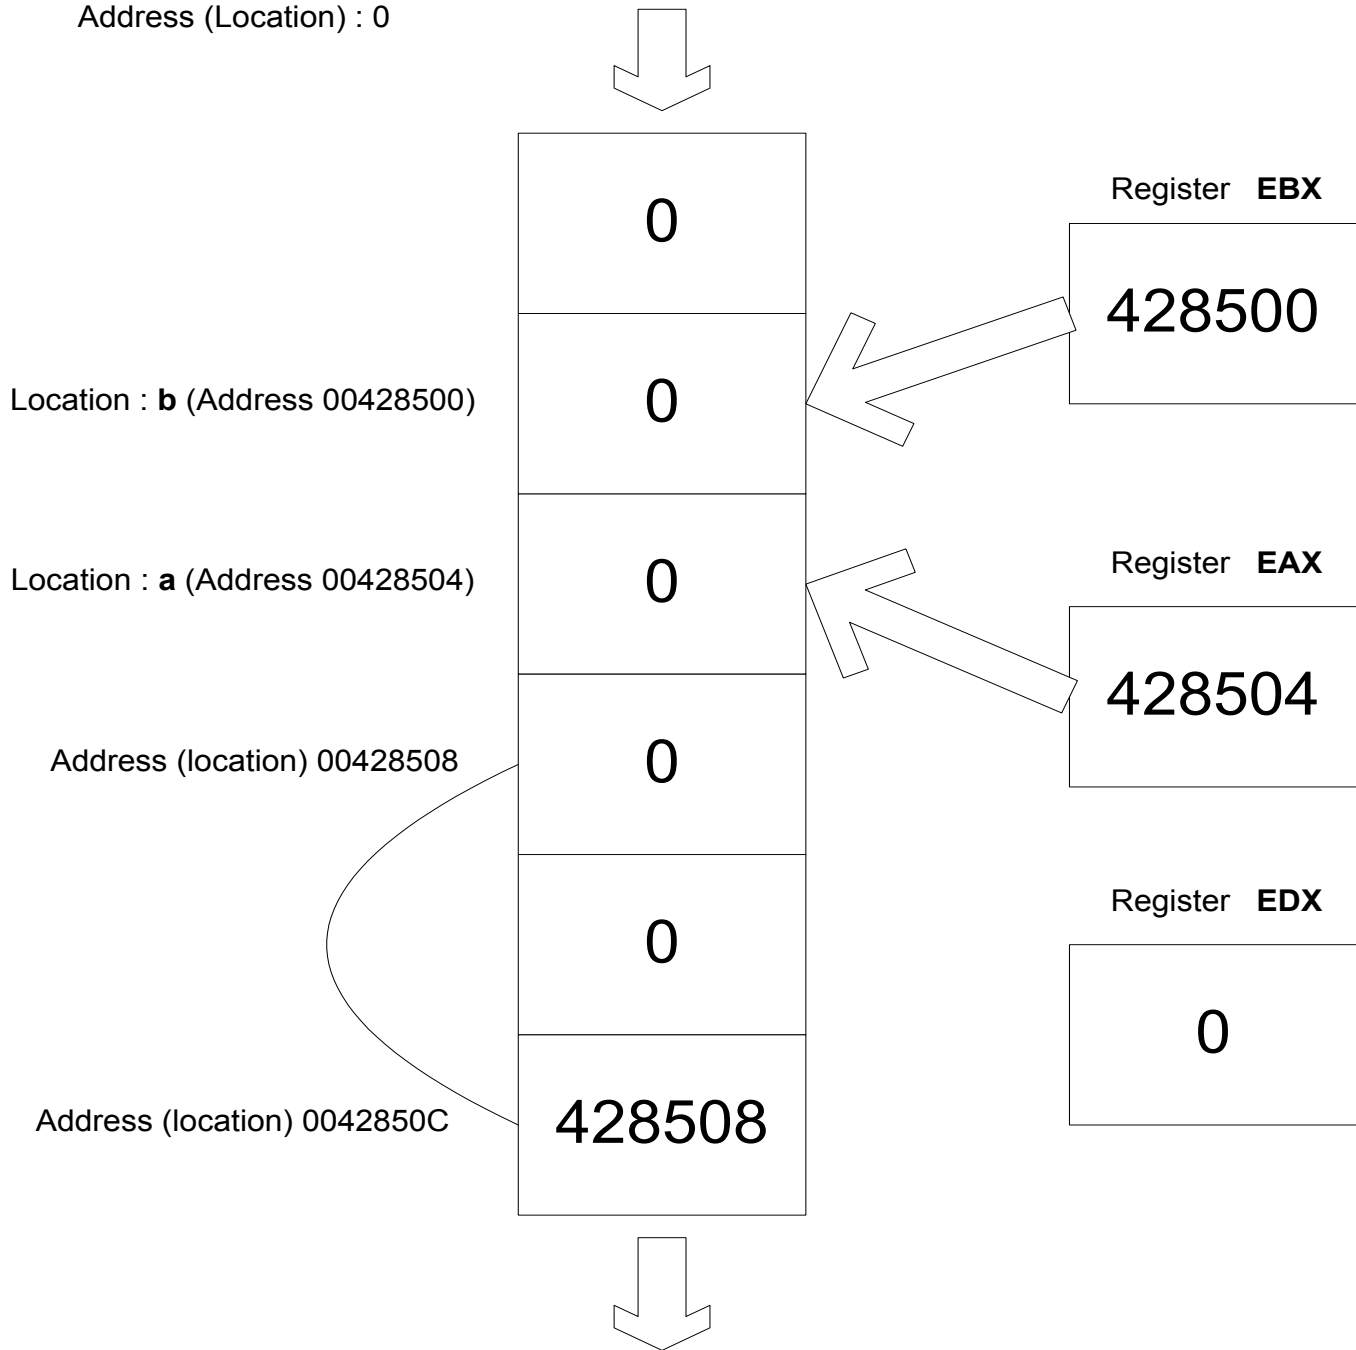 Address (Location) : 0
0
Register EBX
428500
Location : b (Address 00428500)
0
Location : a (Address 00428504)
0
Register EAX
428504
Address (location) 00428508
0
0
Register EDX
0
Address (location) 0042850C
428508